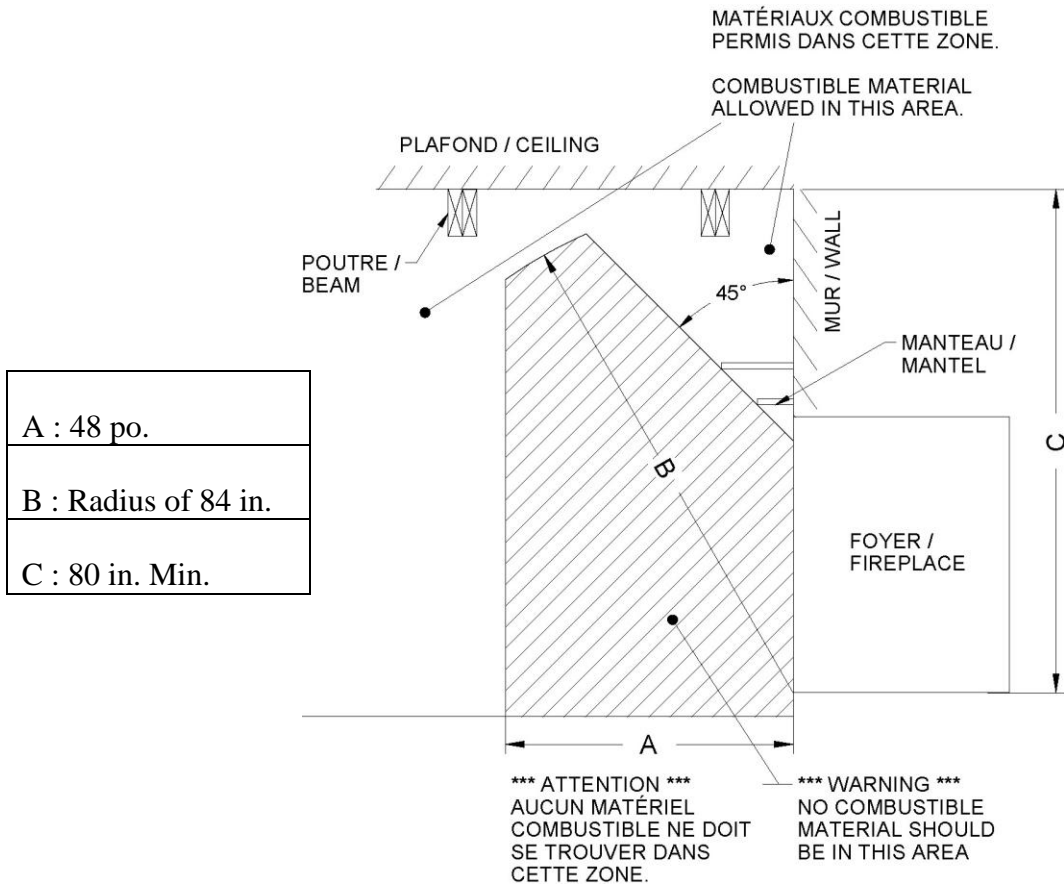 MATÉRIAUX COMBUSTIBLE
PERMIS DANS CETTE ZONE.
COMBUSTIBLE MATERIAL
ALLOWED IN THIS AREA.
PLAFOND / CEILING
POUTRE /
BEAM
45°
MUR / WALL
MANTEAU /
MANTEL
A : 48 po.
B : Radius of 84 in.
C : 80 in. Min.
B
C
FOYER /
FIREPLACE
A
*** ATTENTION ***
AUCUN MATÉRIEL
COMBUSTIBLE NE DOIT
SE TROUVER DANS
CETTE ZONE.
*** WARNING ***
NO COMBUSTIBLE
MATERIAL SHOULD
BE IN THIS AREA